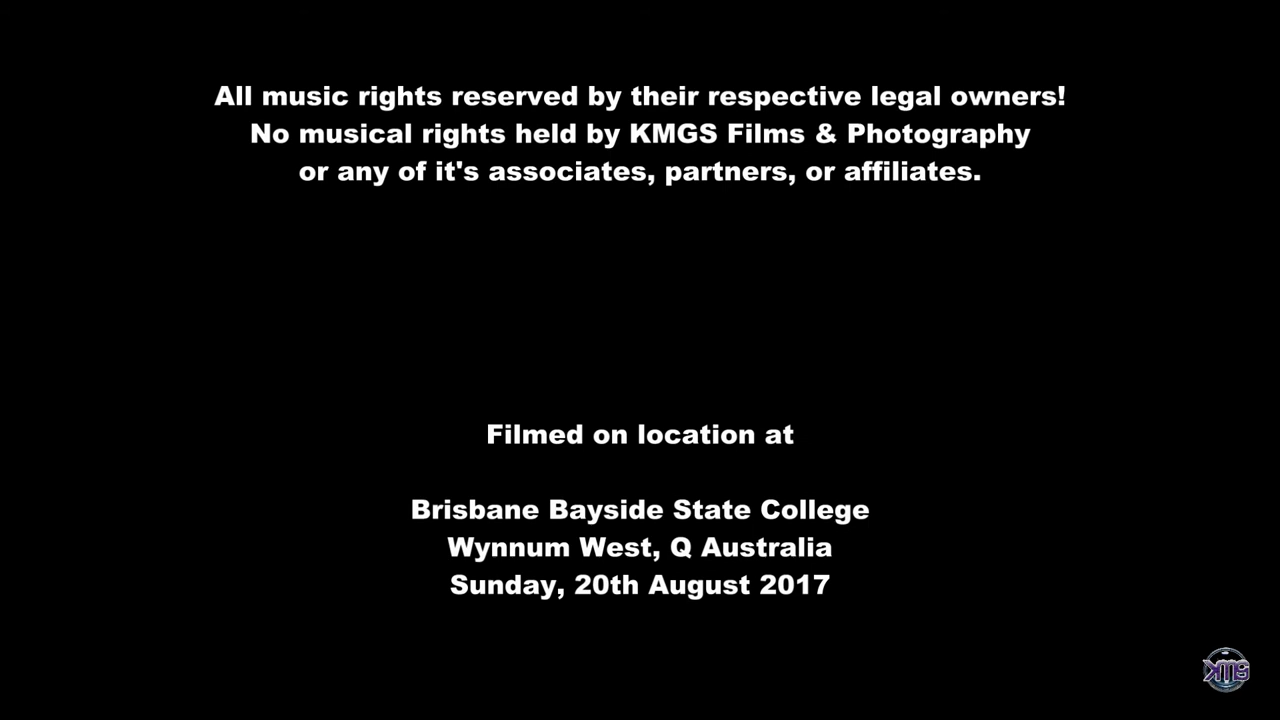 All music rights reserved by their respective legal owners!
No musical rights held by KMGS Films & Photography
or any of it's associates, partners, or affiliates.
Filmed on location at
Brisbane Bayside State College
Wynnum West, Q Australia
Sunday, 20th August 2017